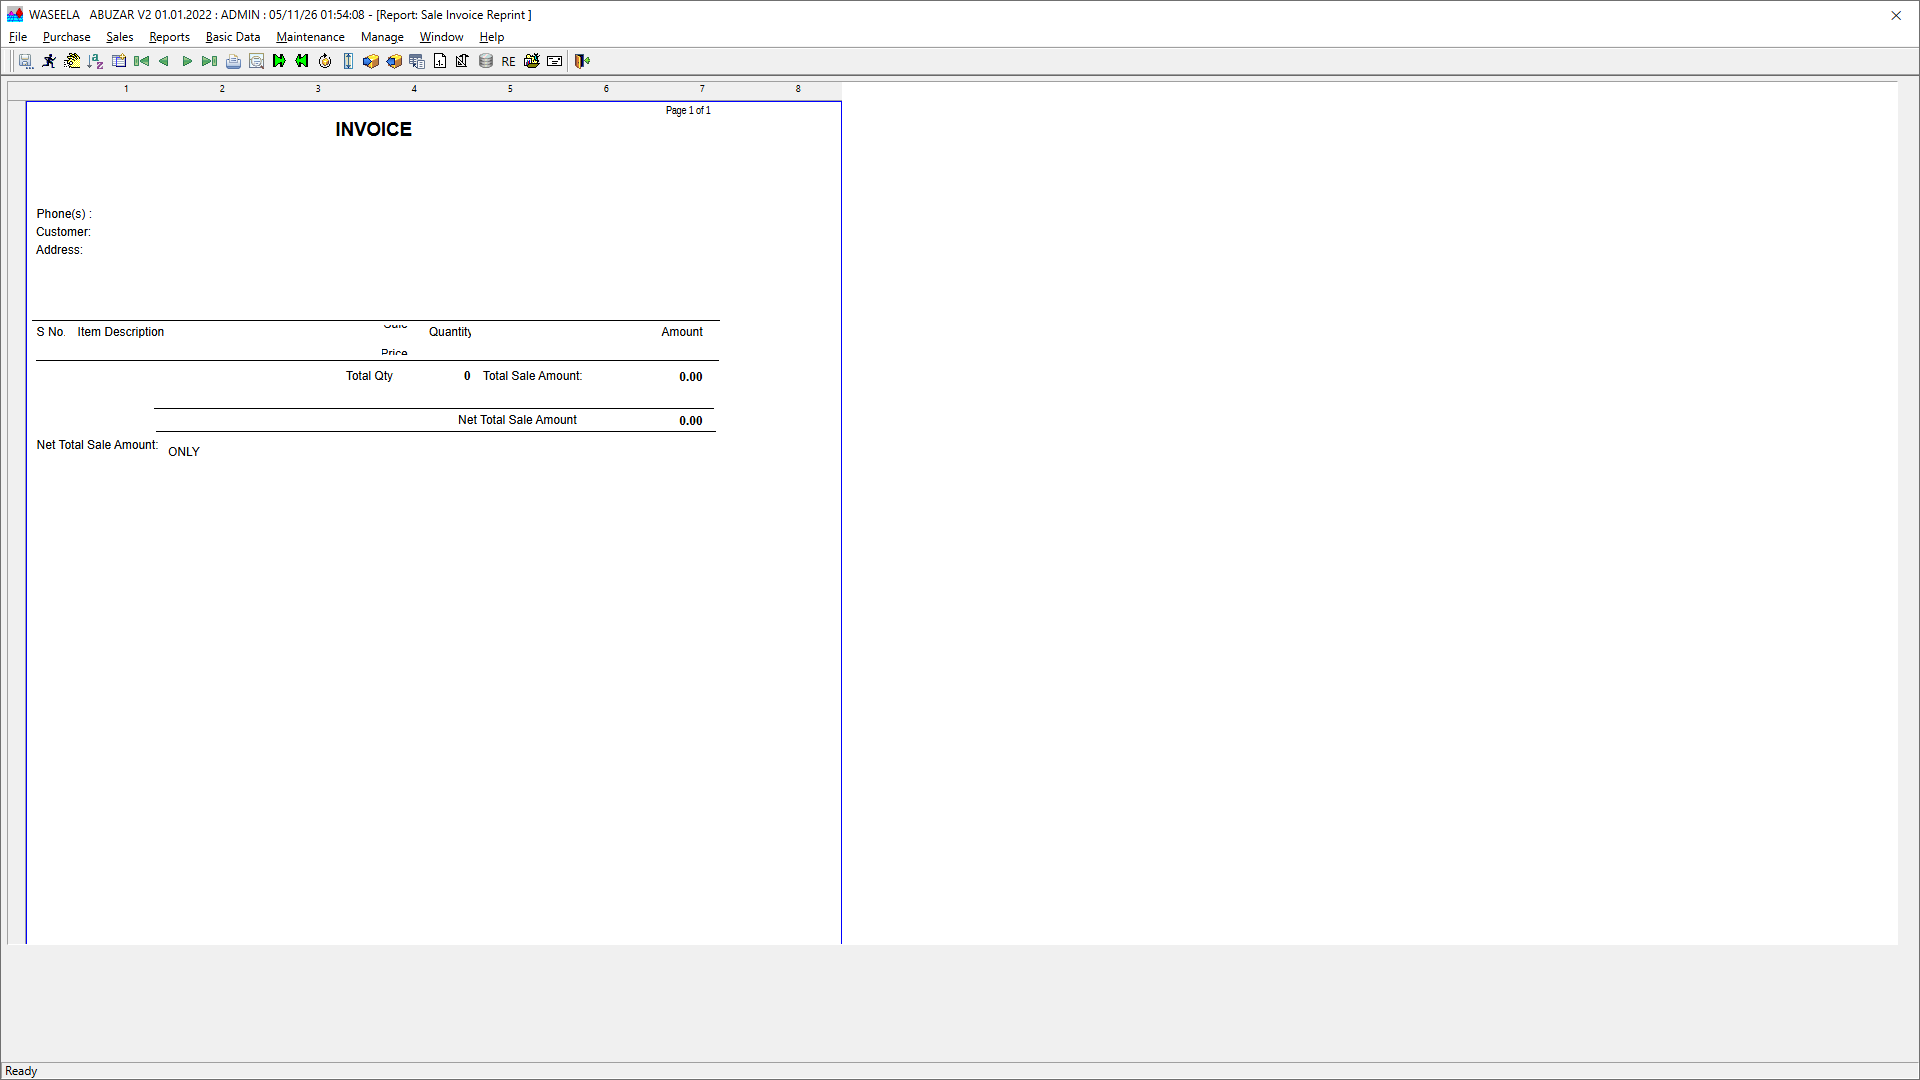 WASEELA   ABUZAR V2 01.01.2022 : ADMIN : 05/11/26 01:54:08 - [Report: Sale Invoice Reprint ]
File Purchase Sales Reports Basic Data Maintenance Manage Window Help
RE
1 2 3 4 5 6 7 8
Page 1 of 1
INVOICE
Phone(s) :
Customer:
Address:
S No. Item Description Sale Price Quantity Amount
Total Qty 0 Total Sale Amount: 0.00
Net Total Sale Amount 0.00
Net Total Sale Amount: ONLY
Ready